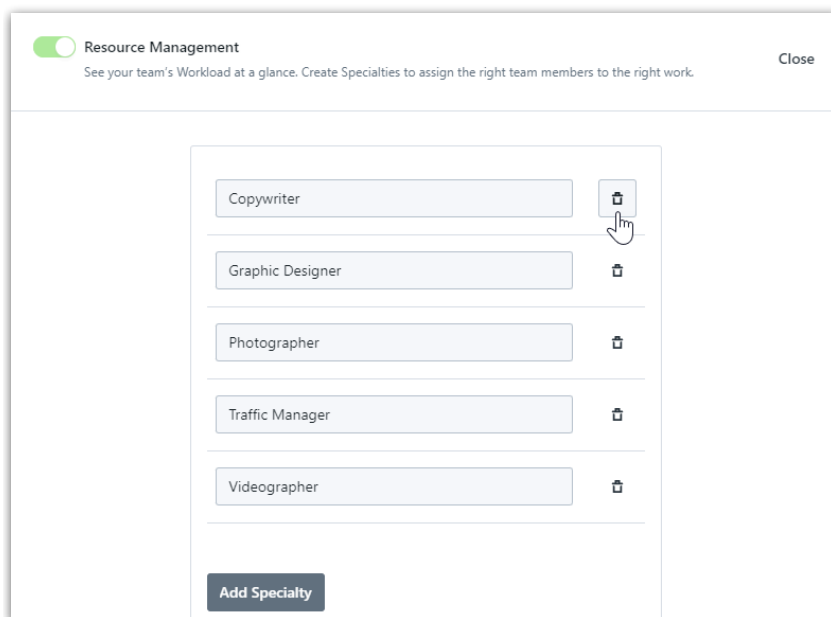 Resource Management
See your team's Workload at a glance. Create Specialties to assign the right team members to the right work.
Close
Copywriter
Graphic Designer
Photographer
Traffic Manager
Videographer
Add Specialty